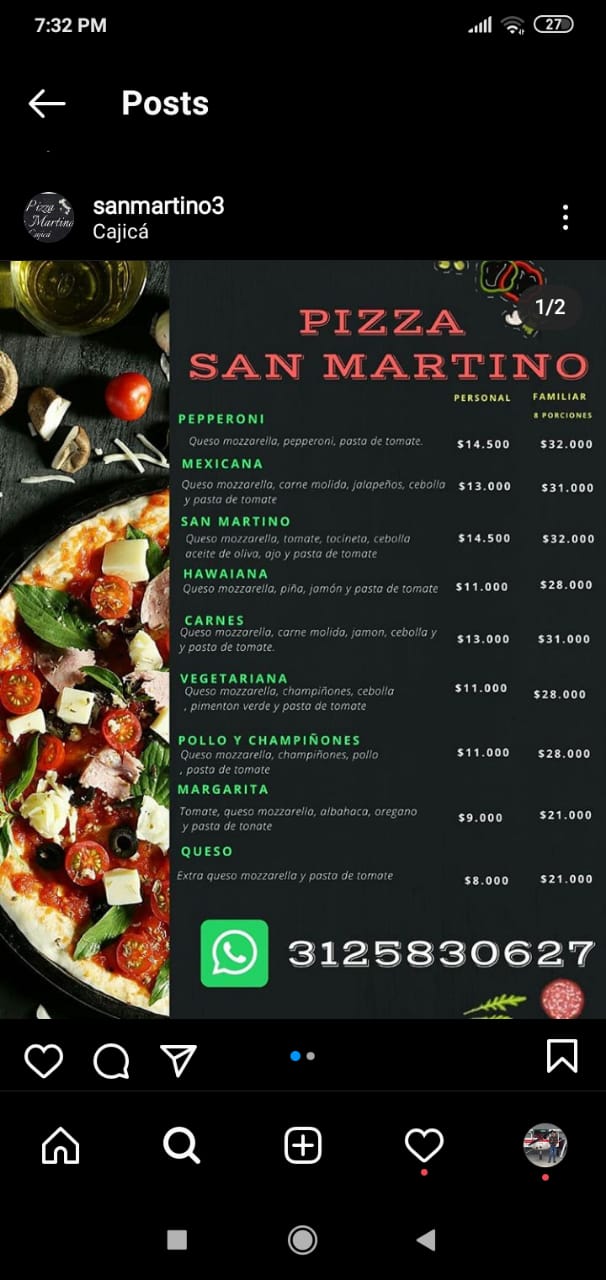 7:32 PM
27
Posts
Pizza
Martino
Cajicá
sanmartino3
Cajicá
1/2
PIZZA
SAN MARTINO
PERSONAL FAMILIAR
8 PORCIONES
PEPPERONI
Queso mozzarella, pepperoni, pasta de tomate. $14.500 $32.000
MEXICANA
Queso mozzarella, carne molida, jalapeños, cebolla $13.000 $31.000
y pasta de tomate
SAN MARTINO
Queso mozzarella, tomate, tocineta, cebolla $14.500 $32.000
aceite de oliva, ajo y pasta de tomate
HAWAIANA
Queso mozzarella, piña, jamón y pasta de tomate $11.000 $28.000
CARNES
Queso mozzarella, carne molida, jamon, cebolla y $13.000 $31.000
y pasta de tomate.
VEGETARIANA
Queso mozzarella, champiñones, cebolla $11.000 $28.000
, pimenton verde y pasta de tomate
POLLO Y CHAMPIÑONES
Queso mozzarella, champiñones, pollo $11.000 $28.000
, pasta de tomate
MARGARITA
Tomate, queso mozzarella, albahaca, oregano $9.000 $21.000
y pasta de tonate
QUESO
Extra queso mozzarella y pasta de tomate $8.000 $21.000
3125830627